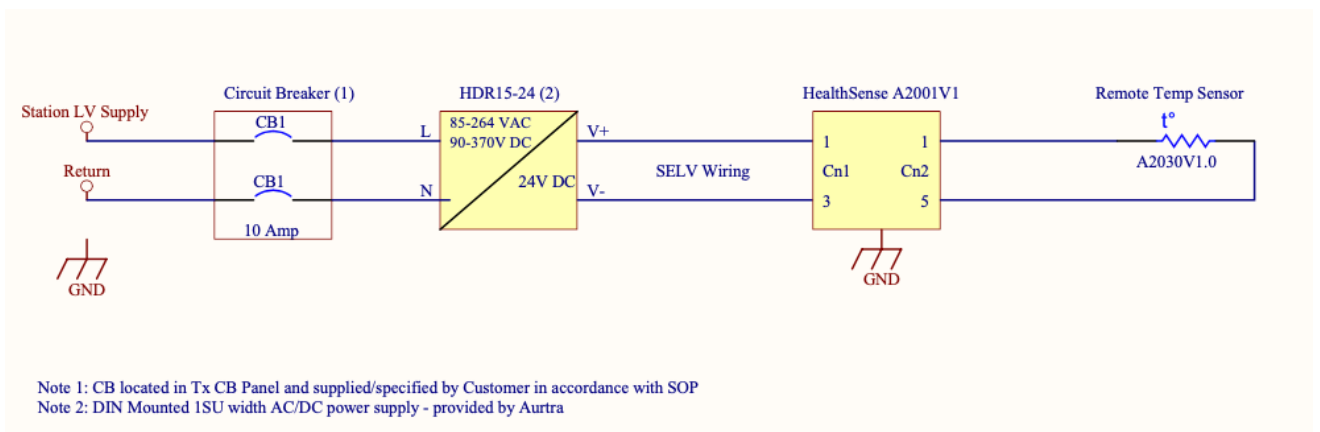 Circuit Breaker (1)
HDR15-24 (2)
HealthSense A2001V1
Remote Temp Sensor
Station LV Supply
CB1
L
85-264 VAC
90-370V DC
V+
1
1
t°
A2030V1.0
Return
CB1
N
24V DC
V-
SELV Wiring
Cn1
Cn2
3
5
10 Amp
GND
GND
Note 1: CB located in Tx CB Panel and supplied/specified by Customer in accordance with SOP
Note 2: DIN Mounted 1SU width AC/DC power supply - provided by Aurtra